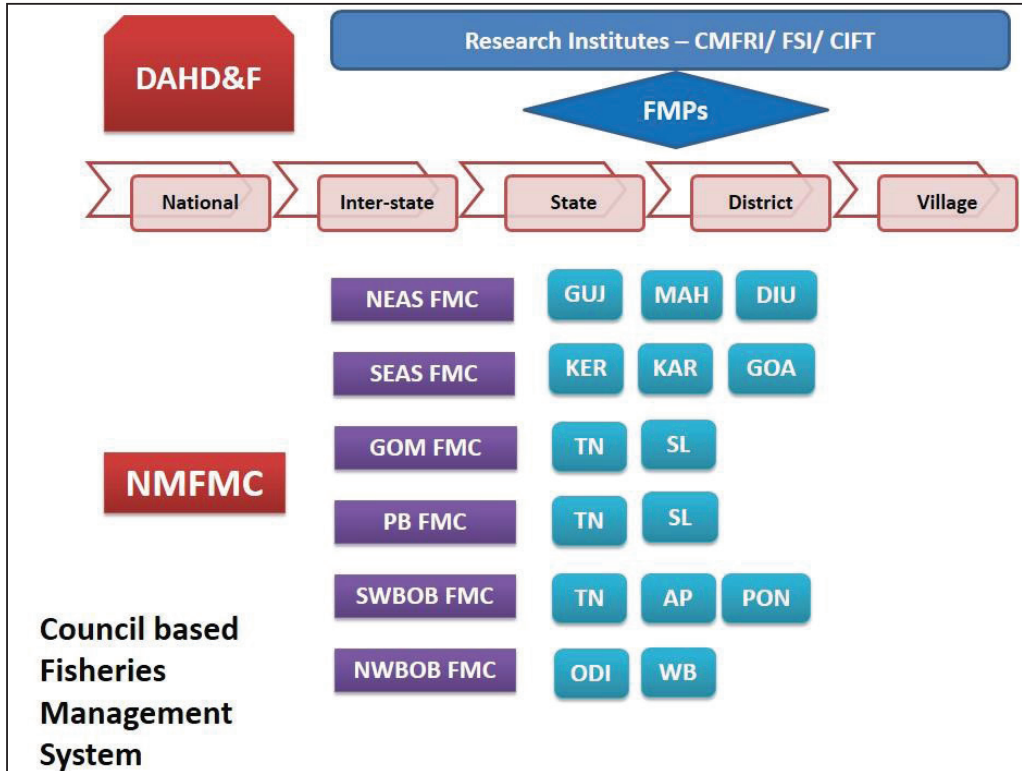 DAHD&F
Research Institutes – CMFRI/ FSI/ CIFT
FMPs
National
Inter-state
State
District
Village
NEAS FMC
GUJ
MAH
DIU
SEAS FMC
KER
KAR
GOA
GOM FMC
TN
SL
NMFMC
PB FMC
TN
SL
SWBOB FMC
TN
AP
PON
NWBOB FMC
ODI
WB
Council based
Fisheries
Management
System